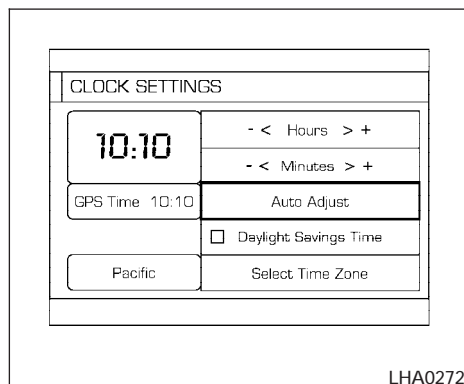 CLOCK SETTINGS
10:10
- < Hours > +
- < Minutes > +
GPS Time 10:10
Auto Adjust
Daylight Savings Time
Pacific
Select Time Zone
LHA0272